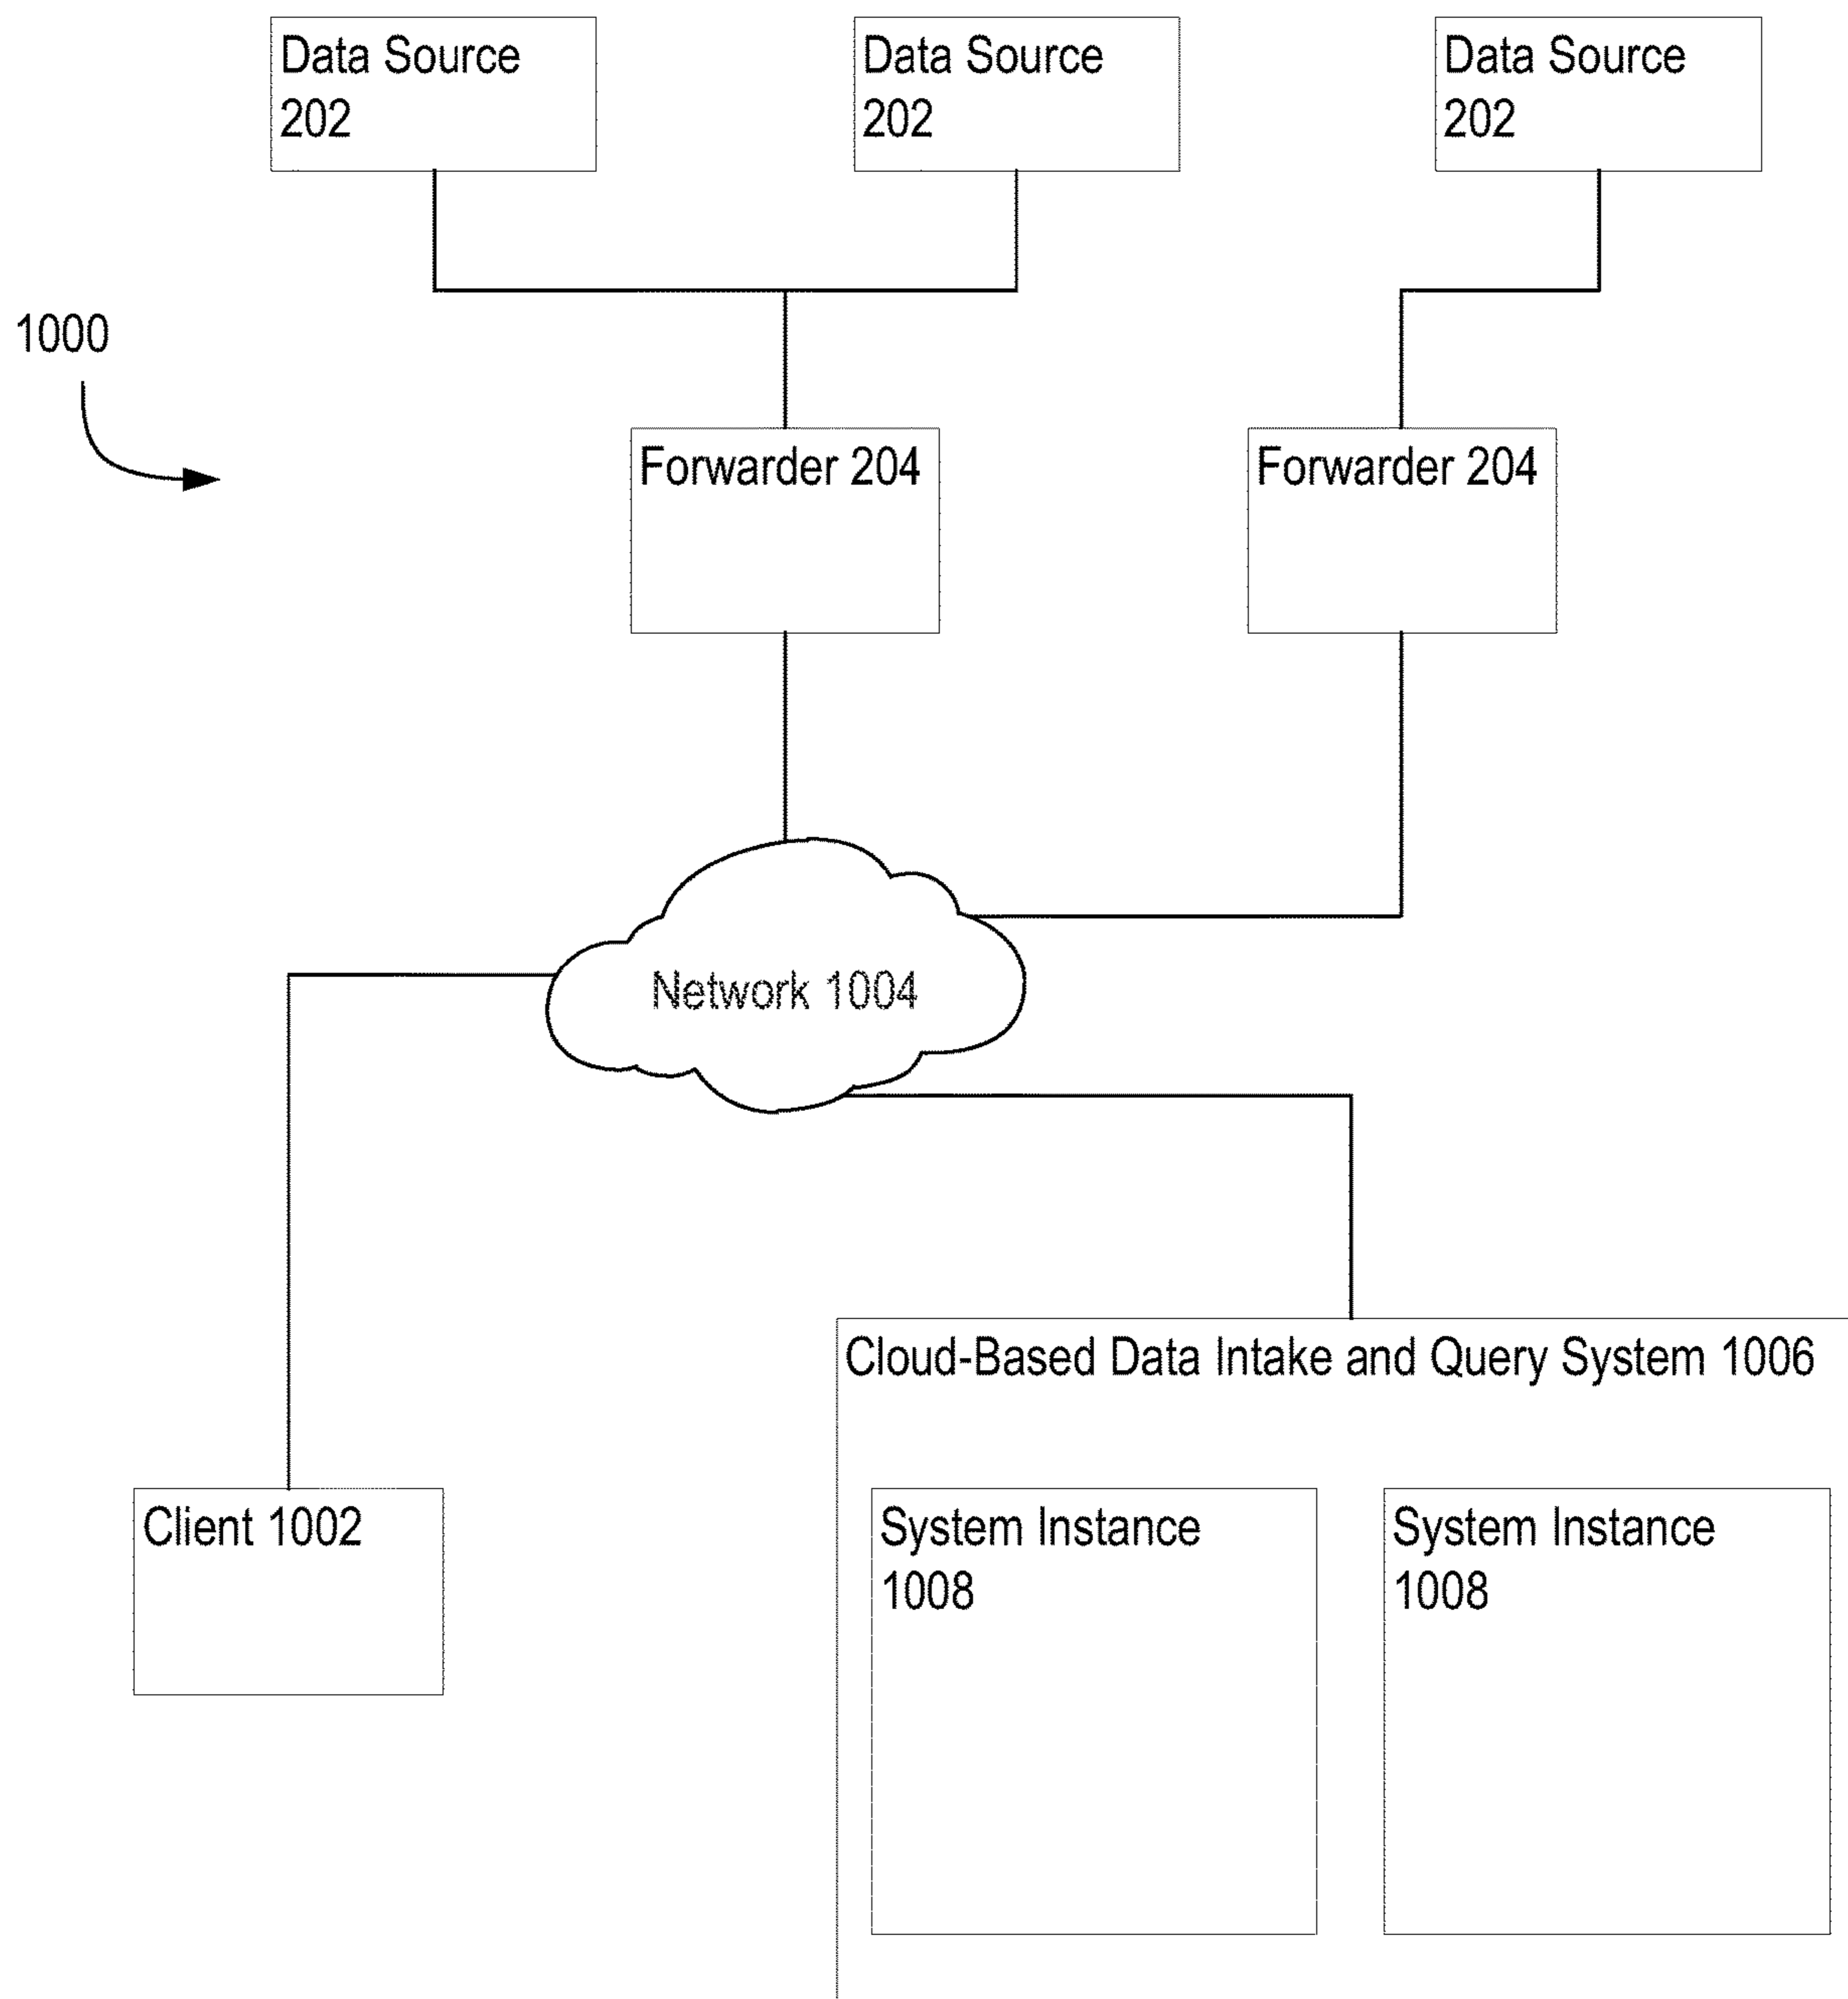 Data Source
202
Data Source
202
Data Source
202
1000
Forwarder 204
Forwarder 204
Network 1004
Cloud-Based Data Intake and Query System 1006
Client 1002
System Instance
1008
System Instance
1008